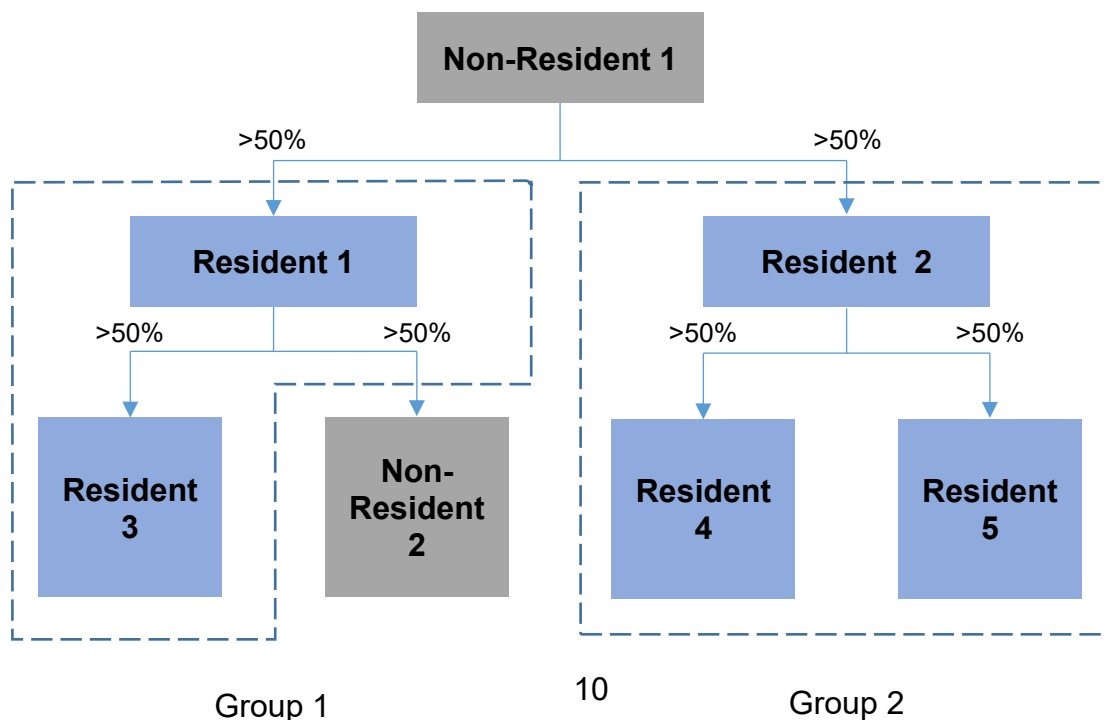 Non-Resident 1
>50%
>50%
Resident 1
Resident 2
>50%
>50%
>50%
>50%
Resident
3
Non-
Resident
2
Resident
4
Resident
5
Group 1
10
Group 2